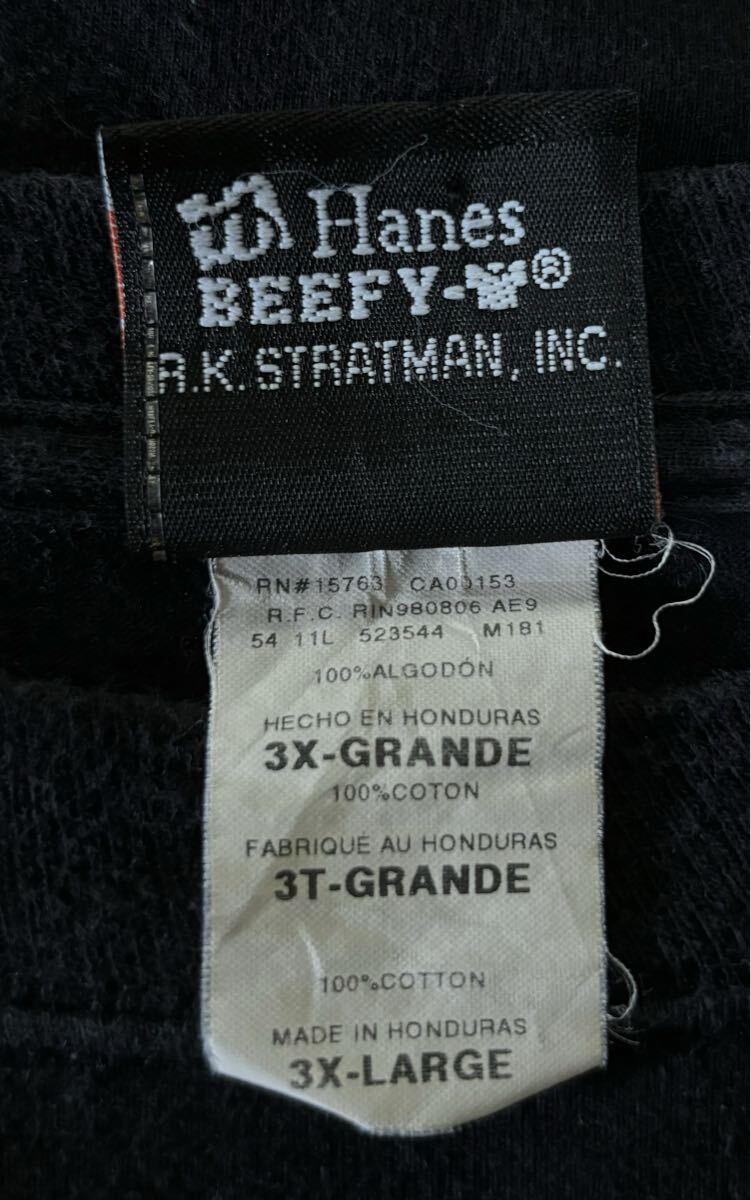 Hanes
BEEFY-®
R.K. STRATMAN, INC.
RN#15763 CA00153
R.F.C. RIN980806 AE9
54 11L 523544 M181
100%ALGODÓN
HECHO EN HONDURAS
3X-GRANDE
100%COTON
FABRIQUÉ AU HONDURAS
3T-GRANDE
100%COTTON
MADE IN HONDURAS
3X-LARGE